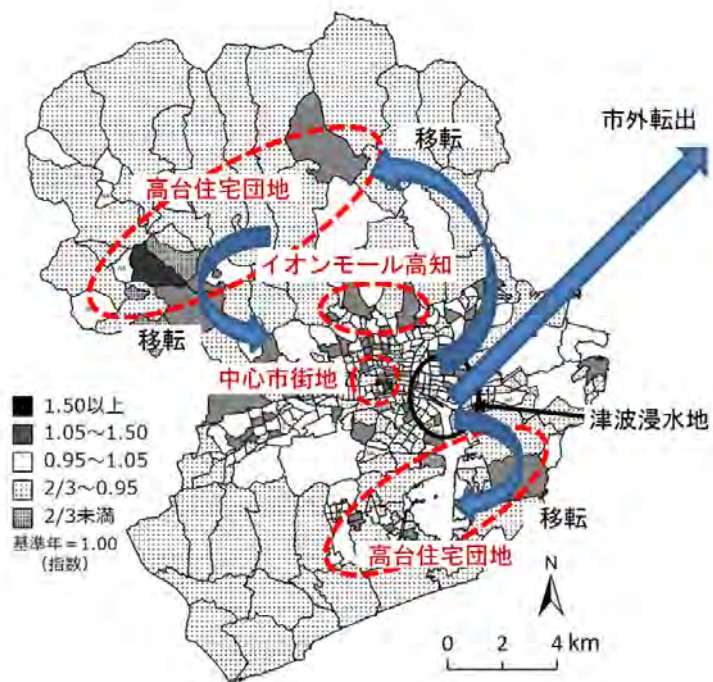 移転
市外転出
高台住宅団地
イオンモール高知
移転
中心市街地
津波浸水地
1.50以上
1.05～1.50
0.95～1.05
2/3～0.95
2/3未満
基準年＝1.00
（指数）
移転
高台住宅団地
N
0 2 4 km